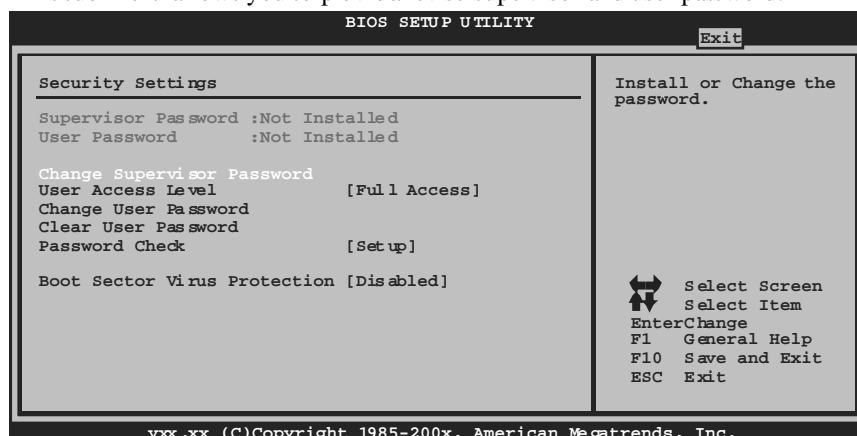 BIOS SETUP UTILITY
Exit
Security Settings
Supervisor Password :Not Installed
User Password :Not Installed
Change Supervisor Password
User Access Level [Full Access]
Change User Password
Clear User Password
Password Check [Setup]
Boot Sector Virus Protection [Disabled]
Install or Change the
password.
Select Screen
Select Item
EnterChange
F1 General Help
F10 Save and Exit
ESC Exit
vxx.xx (C)Copyright 1985-200x, American Megatrends, Inc.